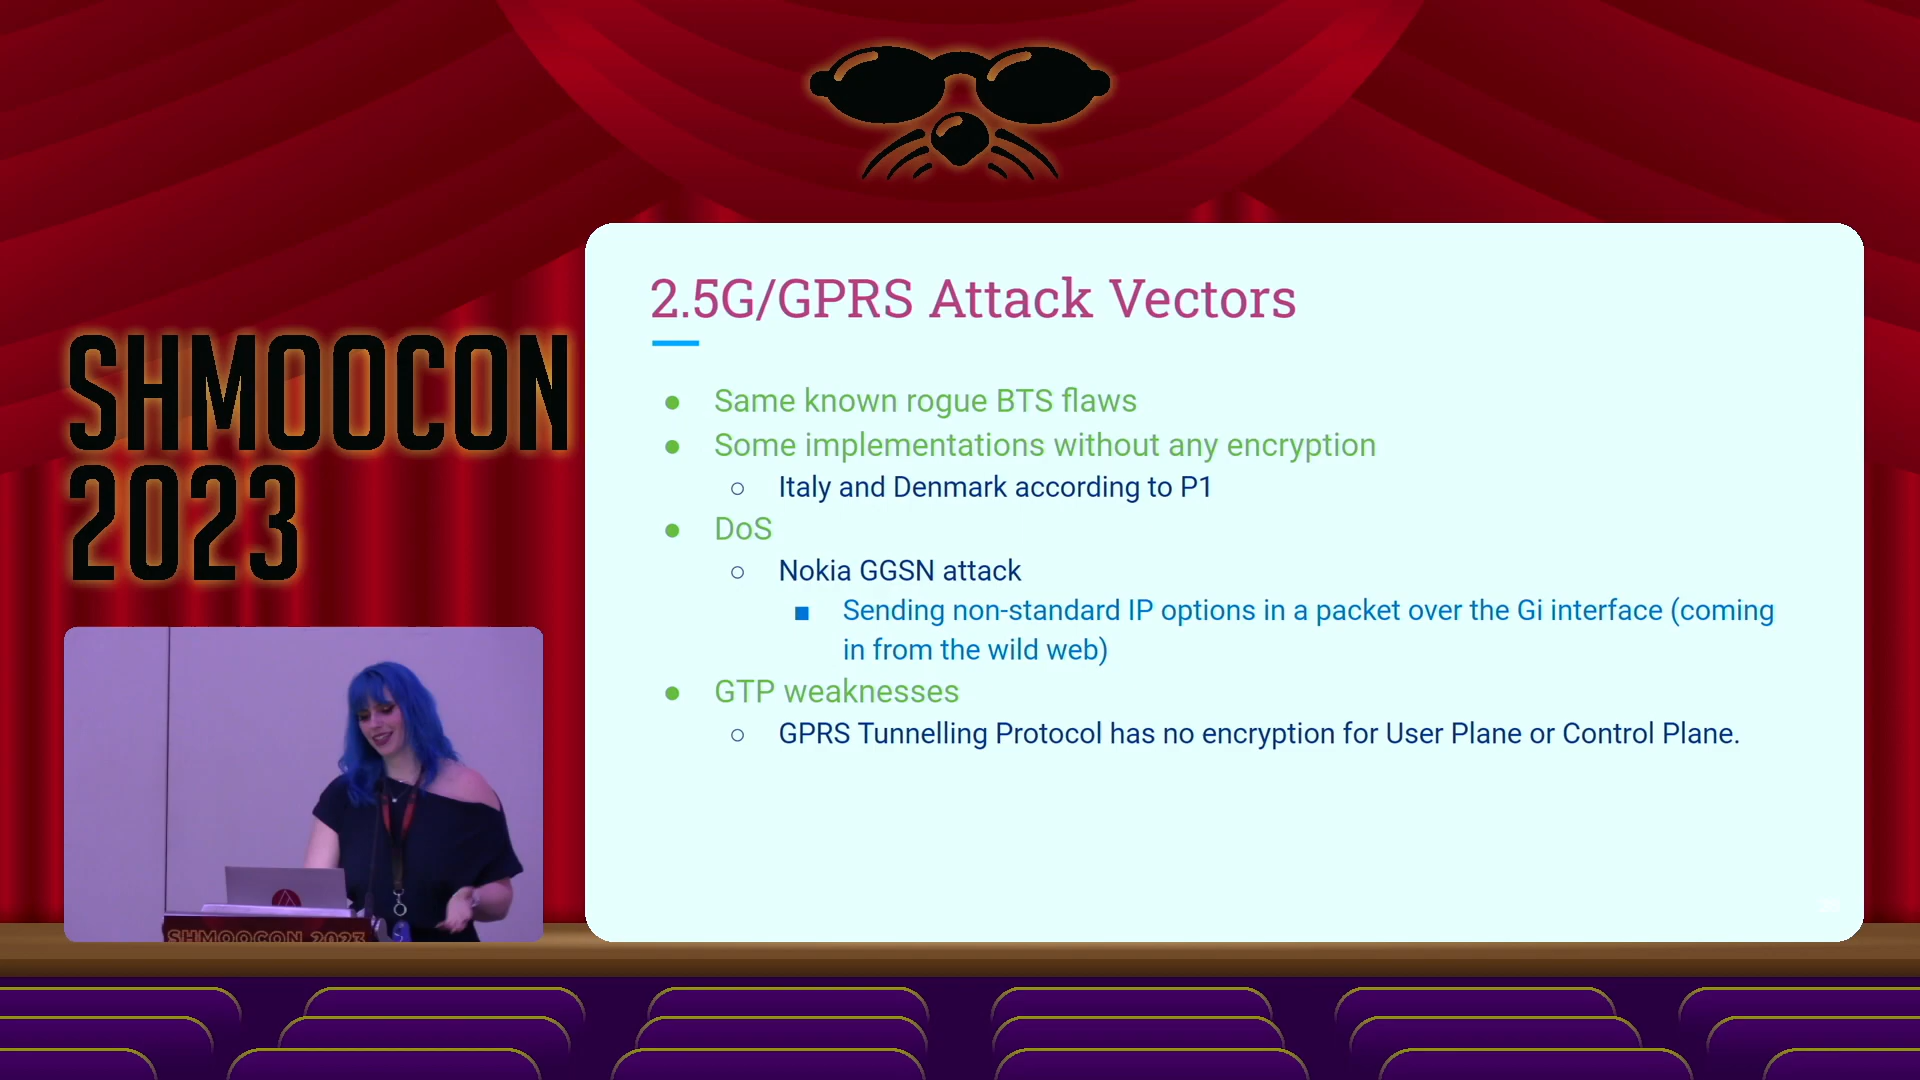 SHMOOCON
2023
2.5G/GPRS Attack Vectors
● Same known rogue BTS flaws
● Some implementations without any encryption
○ Italy and Denmark according to P1
● DoS
○ Nokia GGSN attack
■ Sending non-standard IP options in a packet over the Gi interface (coming
in from the wild web)
● GTP weaknesses
○ GPRS Tunnelling Protocol has no encryption for User Plane or Control Plane.
SHMOOCON 2023